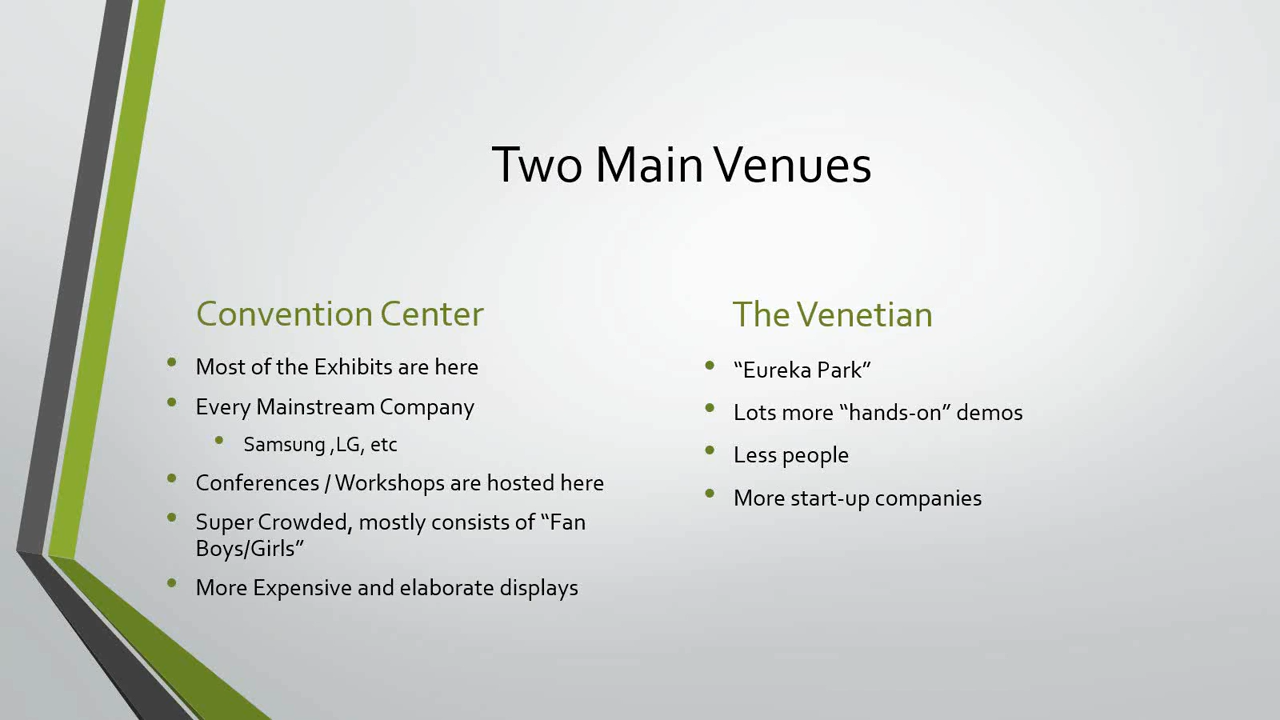 Two Main Venues
Convention Center
• Most of the Exhibits are here
• Every Mainstream Company
• Samsung ,LG, etc
• Conferences / Workshops are hosted here
• Super Crowded, mostly consists of “Fan
Boys/Girls”
• More Expensive and elaborate displays
The Venetian
• “Eureka Park”
• Lots more “hands-on” demos
• Less people
• More start-up companies